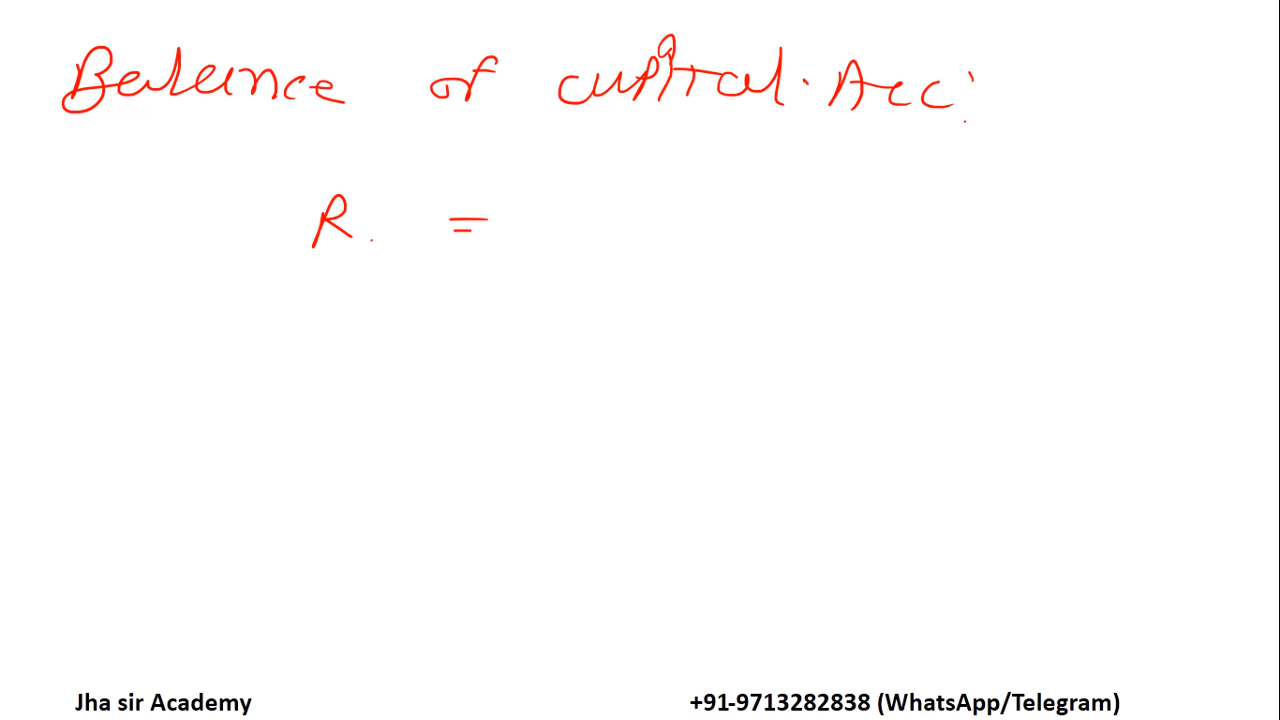 Balance of capital. Acc:
R. =
Jha sir Academy +91-9713282838 (WhatsApp/Telegram)